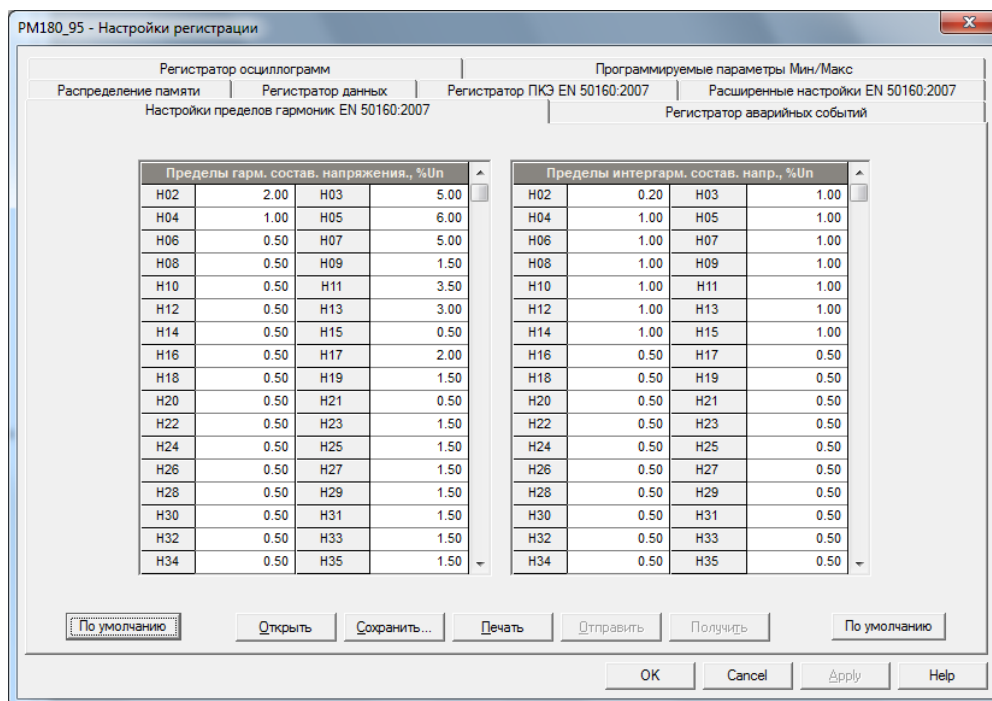 PM180_95 - Настройки регистрации
Регистратор осциллограмм Программируемые параметры Мин/Макс
Распределение памяти Регистратор данных Регистратор ПКЭ EN 50160:2007 Расширенные настройки EN 50160:2007
Настройки пределов гармоник EN 50160:2007 Регистратор аварийных событий
Пределы гарм. состав. напряжения., %Un Пределы интергарм. состав. напр., %Un
H02 2.00 H03 5.00 H02 0.20 H03 1.00
H04 1.00 H05 6.00 H04 1.00 H05 1.00
H06 0.50 H07 5.00 H06 1.00 H07 1.00
H08 0.50 H09 1.50 H08 1.00 H09 1.00
H10 0.50 H11 3.50 H10 1.00 H11 1.00
H12 0.50 H13 3.00 H12 1.00 H13 1.00
H14 0.50 H15 0.50 H14 1.00 H15 1.00
H16 0.50 H17 2.00 H16 0.50 H17 0.50
H18 0.50 H19 1.50 H18 0.50 H19 0.50
H20 0.50 H21 0.50 H20 0.50 H21 0.50
H22 0.50 H23 1.50 H22 0.50 H23 0.50
H24 0.50 H25 1.50 H24 0.50 H25 0.50
H26 0.50 H27 1.50 H26 0.50 H27 0.50
H28 0.50 H29 1.50 H28 0.50 H29 0.50
H30 0.50 H31 1.50 H30 0.50 H31 0.50
H32 0.50 H33 1.50 H32 0.50 H33 0.50
H34 0.50 H35 1.50 H34 0.50 H35 0.50
По умолчанию Открыть Сохранить... Печать Отправить Получить По умолчанию
OK Cancel Apply Help